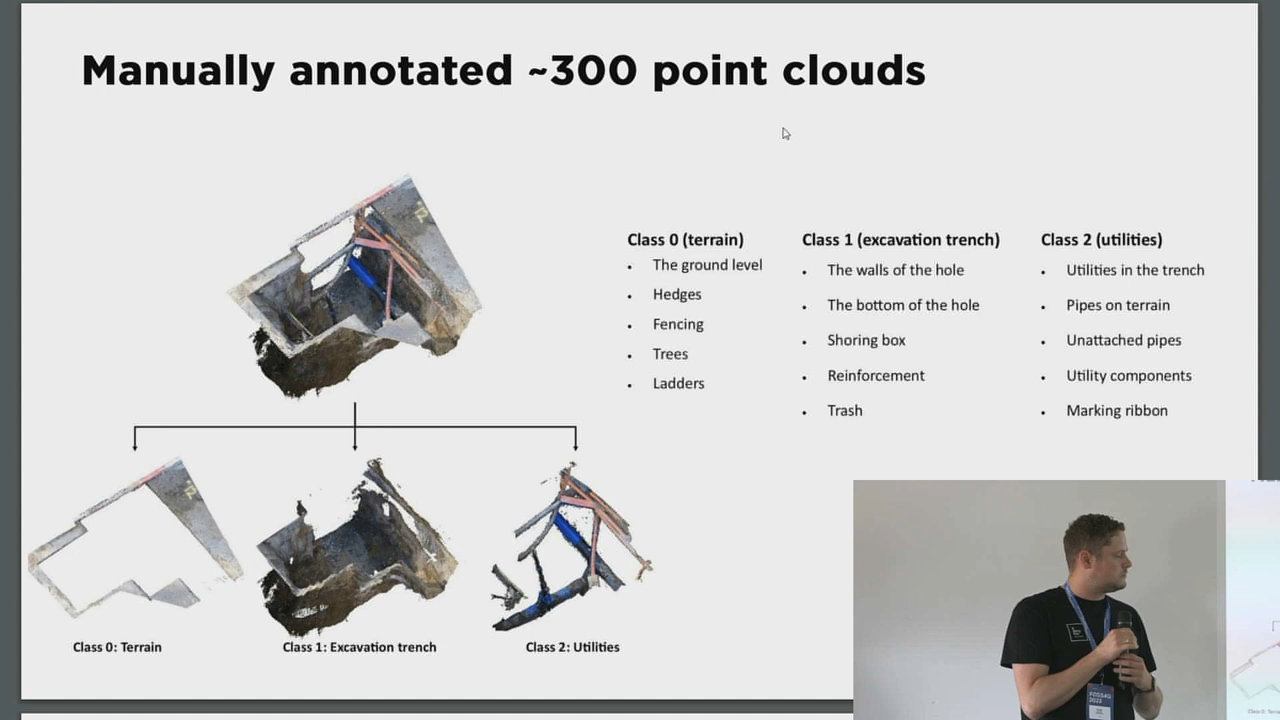 Manually annotated ~300 point clouds
Class 0 (terrain)
• The ground level
• Hedges
• Fencing
• Trees
• Ladders
Class 1 (excavation trench)
• The walls of the hole
• The bottom of the hole
• Shoring box
• Reinforcement
• Trash
Class 2 (utilities)
• Utilities in the trench
• Pipes on terrain
• Unattached pipes
• Utility components
• Marking ribbon
Class 0: Terrain
Class 1: Excavation trench
Class 2: Utilities
FOSS4G
2022